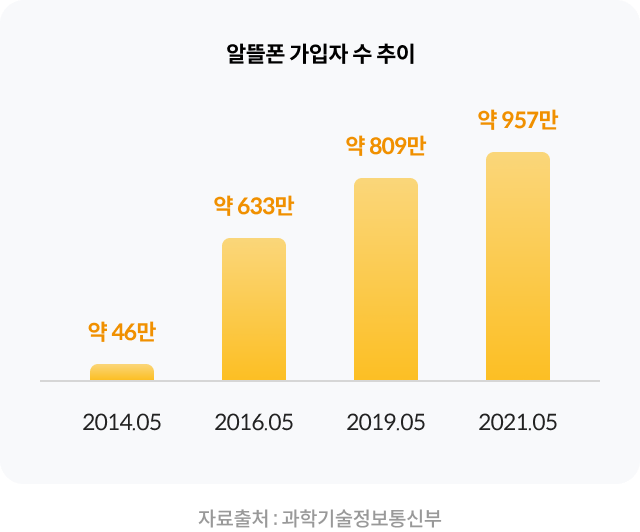 알뜰폰 가입자 수 추이
약 957만
약 809만
약 633만
약 46만
2014.05 2016.05 2019.05 2021.05
자료출처 : 과학기술정보통신부